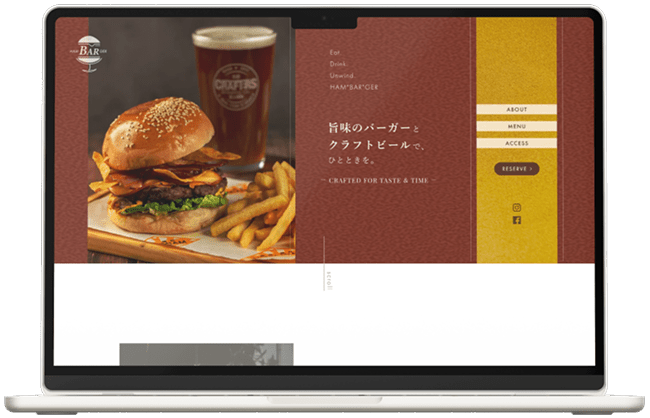 BAR
CRAFTERS
Eat.
Drink.
Unwind.
HAM*BAR*GER
旨味のバーガーと
クラフトビールで、
ひとときを。
CRAFTED FOR TASTE & TIME
ABOUT
MENU
ACCESS
RESERVE >
scroll